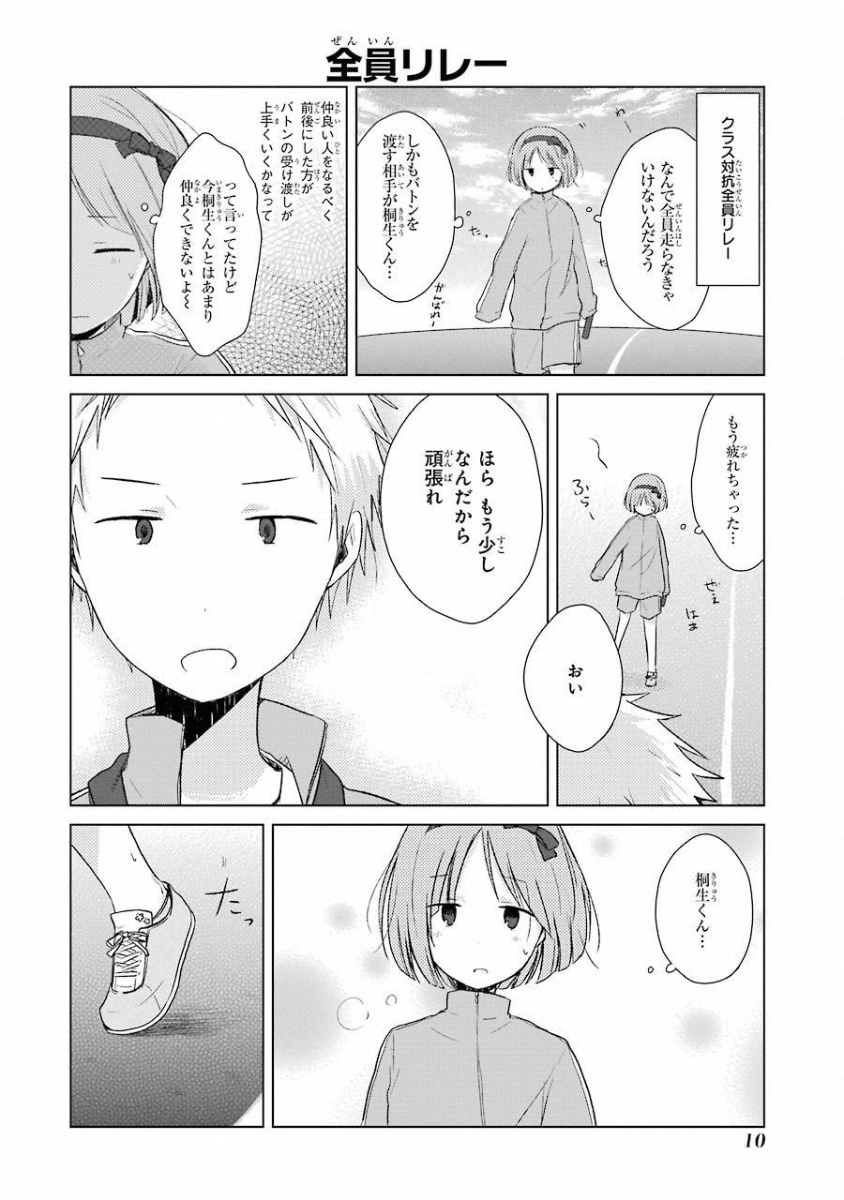 全員リレー
クラス対抗全員リレー
なんで全員走らなきゃ
いけないんだろう
しかもバトンを
渡す相手が
桐生くん…
とぼ
とぼ
がんばれー
仲良い人をなるべく
前後にした方が
バトンの受け渡しが
上手くいくかなって
って言ってたけど
今桐生くんとはあまり
仲良くできないよ〜
もう疲れちゃった…
ふらー
ぜぇ
はぁ
おい
ほら もう少し
なんだから
頑張れ
桐生くん…
たっ
10